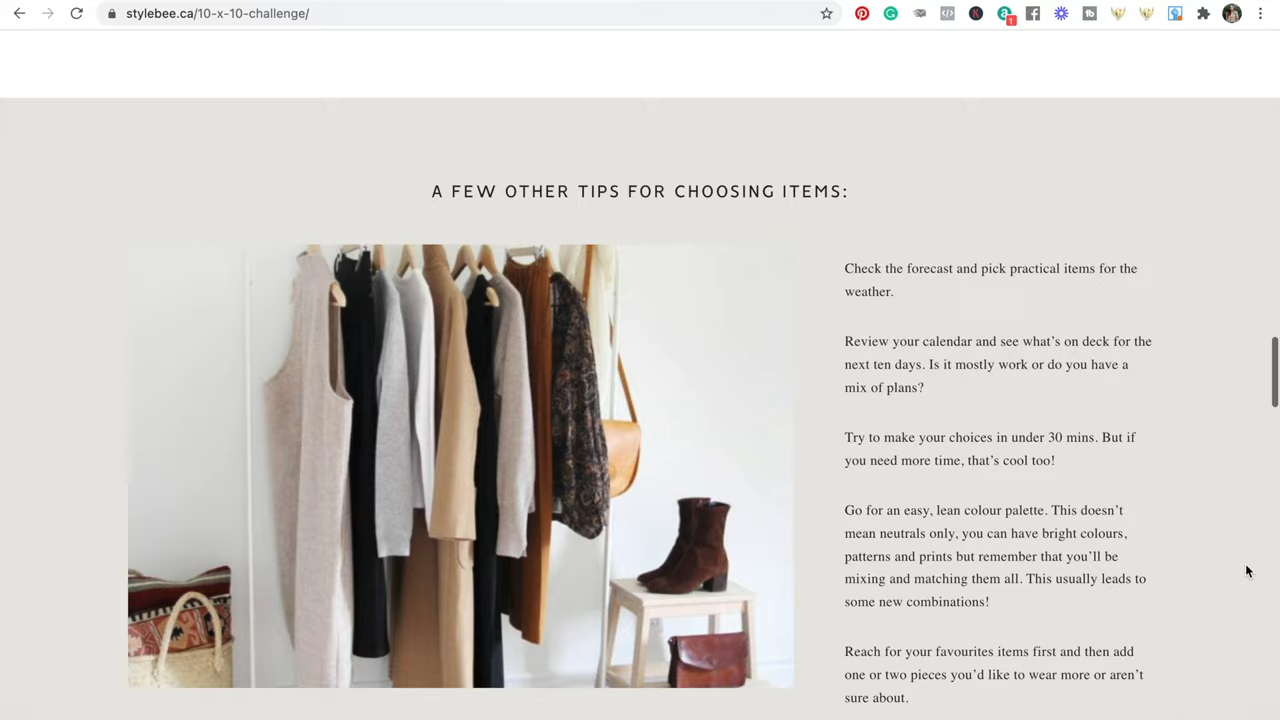 stylebee.ca/10-x-10-challenge/
1
A FEW OTHER TIPS FOR CHOOSING ITEMS:
Check the forecast and pick practical items for the
weather.
Review your calendar and see what's on deck for the
next ten days. Is it mostly work or do you have a
mix of plans?
Try to make your choices in under 30 mins. But if
you need more time, that's cool too!
Go for an easy, lean colour palette. This doesn't
mean neutrals only, you can have bright colours,
patterns and prints but remember that you'll be
mixing and matching them all. This usually leads to
some new combinations!
Reach for your favourites items first and then add
one or two pieces you'd like to wear more or aren't
sure about.